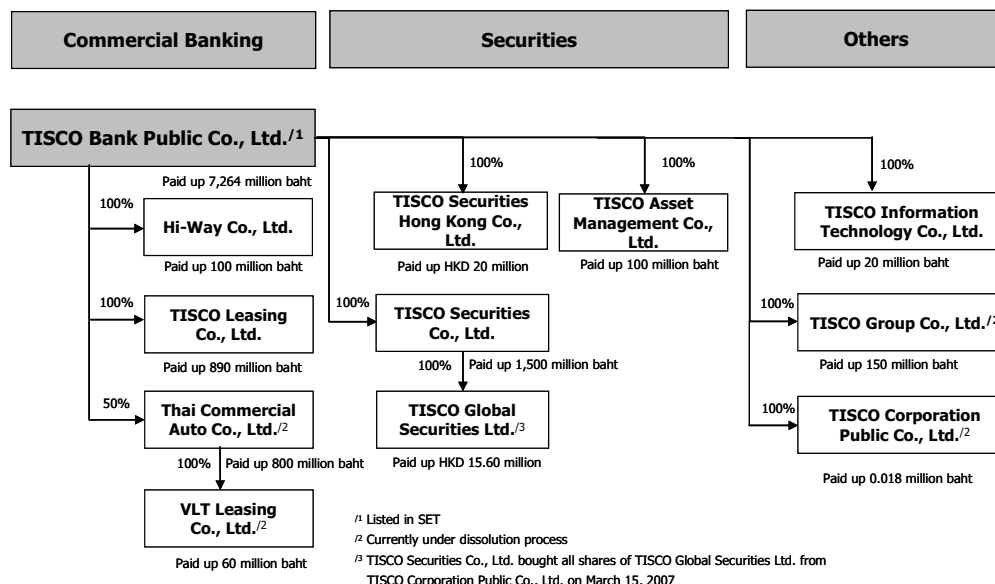 Commercial Banking
Securities
Others
TISCO Bank Public Co., Ltd./1
Paid up 7,264 million baht
100%
Hi-Way Co., Ltd.
Paid up 100 million baht
100%
TISCO Leasing
Co., Ltd.
Paid up 890 million baht
50%
Thai Commercial
Auto Co., Ltd./2
100%
Paid up 800 million baht
VLT Leasing
Co., Ltd./2
Paid up 60 million baht
100%
TISCO Securities
Hong Kong Co.,
Ltd.
Paid up HKD 20 million
100%
TISCO Asset
Management Co.,
Ltd.
Paid up 100 million baht
100%
TISCO Securities
Co., Ltd.
Paid up 1,500 million baht
100%
TISCO Global
Securities Ltd./3
Paid up HKD 15.60 million
100%
TISCO Information
Technology Co., Ltd.
Paid up 20 million baht
100%
TISCO Group Co., Ltd./2
Paid up 150 million baht
100%
TISCO Corporation
Public Co., Ltd./2
Paid up 0.018 million baht
/1 Listed in SET
/2 Currently under dissolution process
/3 TISCO Securities Co., Ltd. bought all shares of TISCO Global Securities Ltd. from
TISCO Corporation Public Co., Ltd. on March 15, 2007